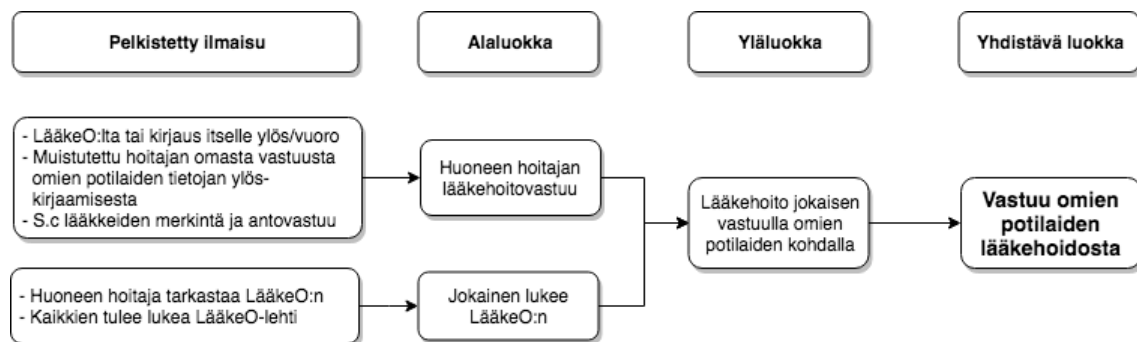 Pelkistetty ilmaisu
Alaluokka
Yläluokka
Yhdistävä luokka
- LääkeO:lta tai kirjaus itselle ylös/vuoro
- Muistutettu hoitajan omasta vastuusta
omien potilaiden tietojan ylös-
kirjaamisesta
- S.c lääkkeiden merkintä ja antovastuu
Huoneen hoitajan
lääkehoitovastuu
Lääkehoito jokaisen
vastuulla omien
potilaiden kohdalla
Vastuu omien
potilaiden
lääkehoidosta
- Huoneen hoitaja tarkastaa LääkeO:n
- Kaikkien tulee lukea LääkeO-lehti
Jokainen lukee
LääkeO:n